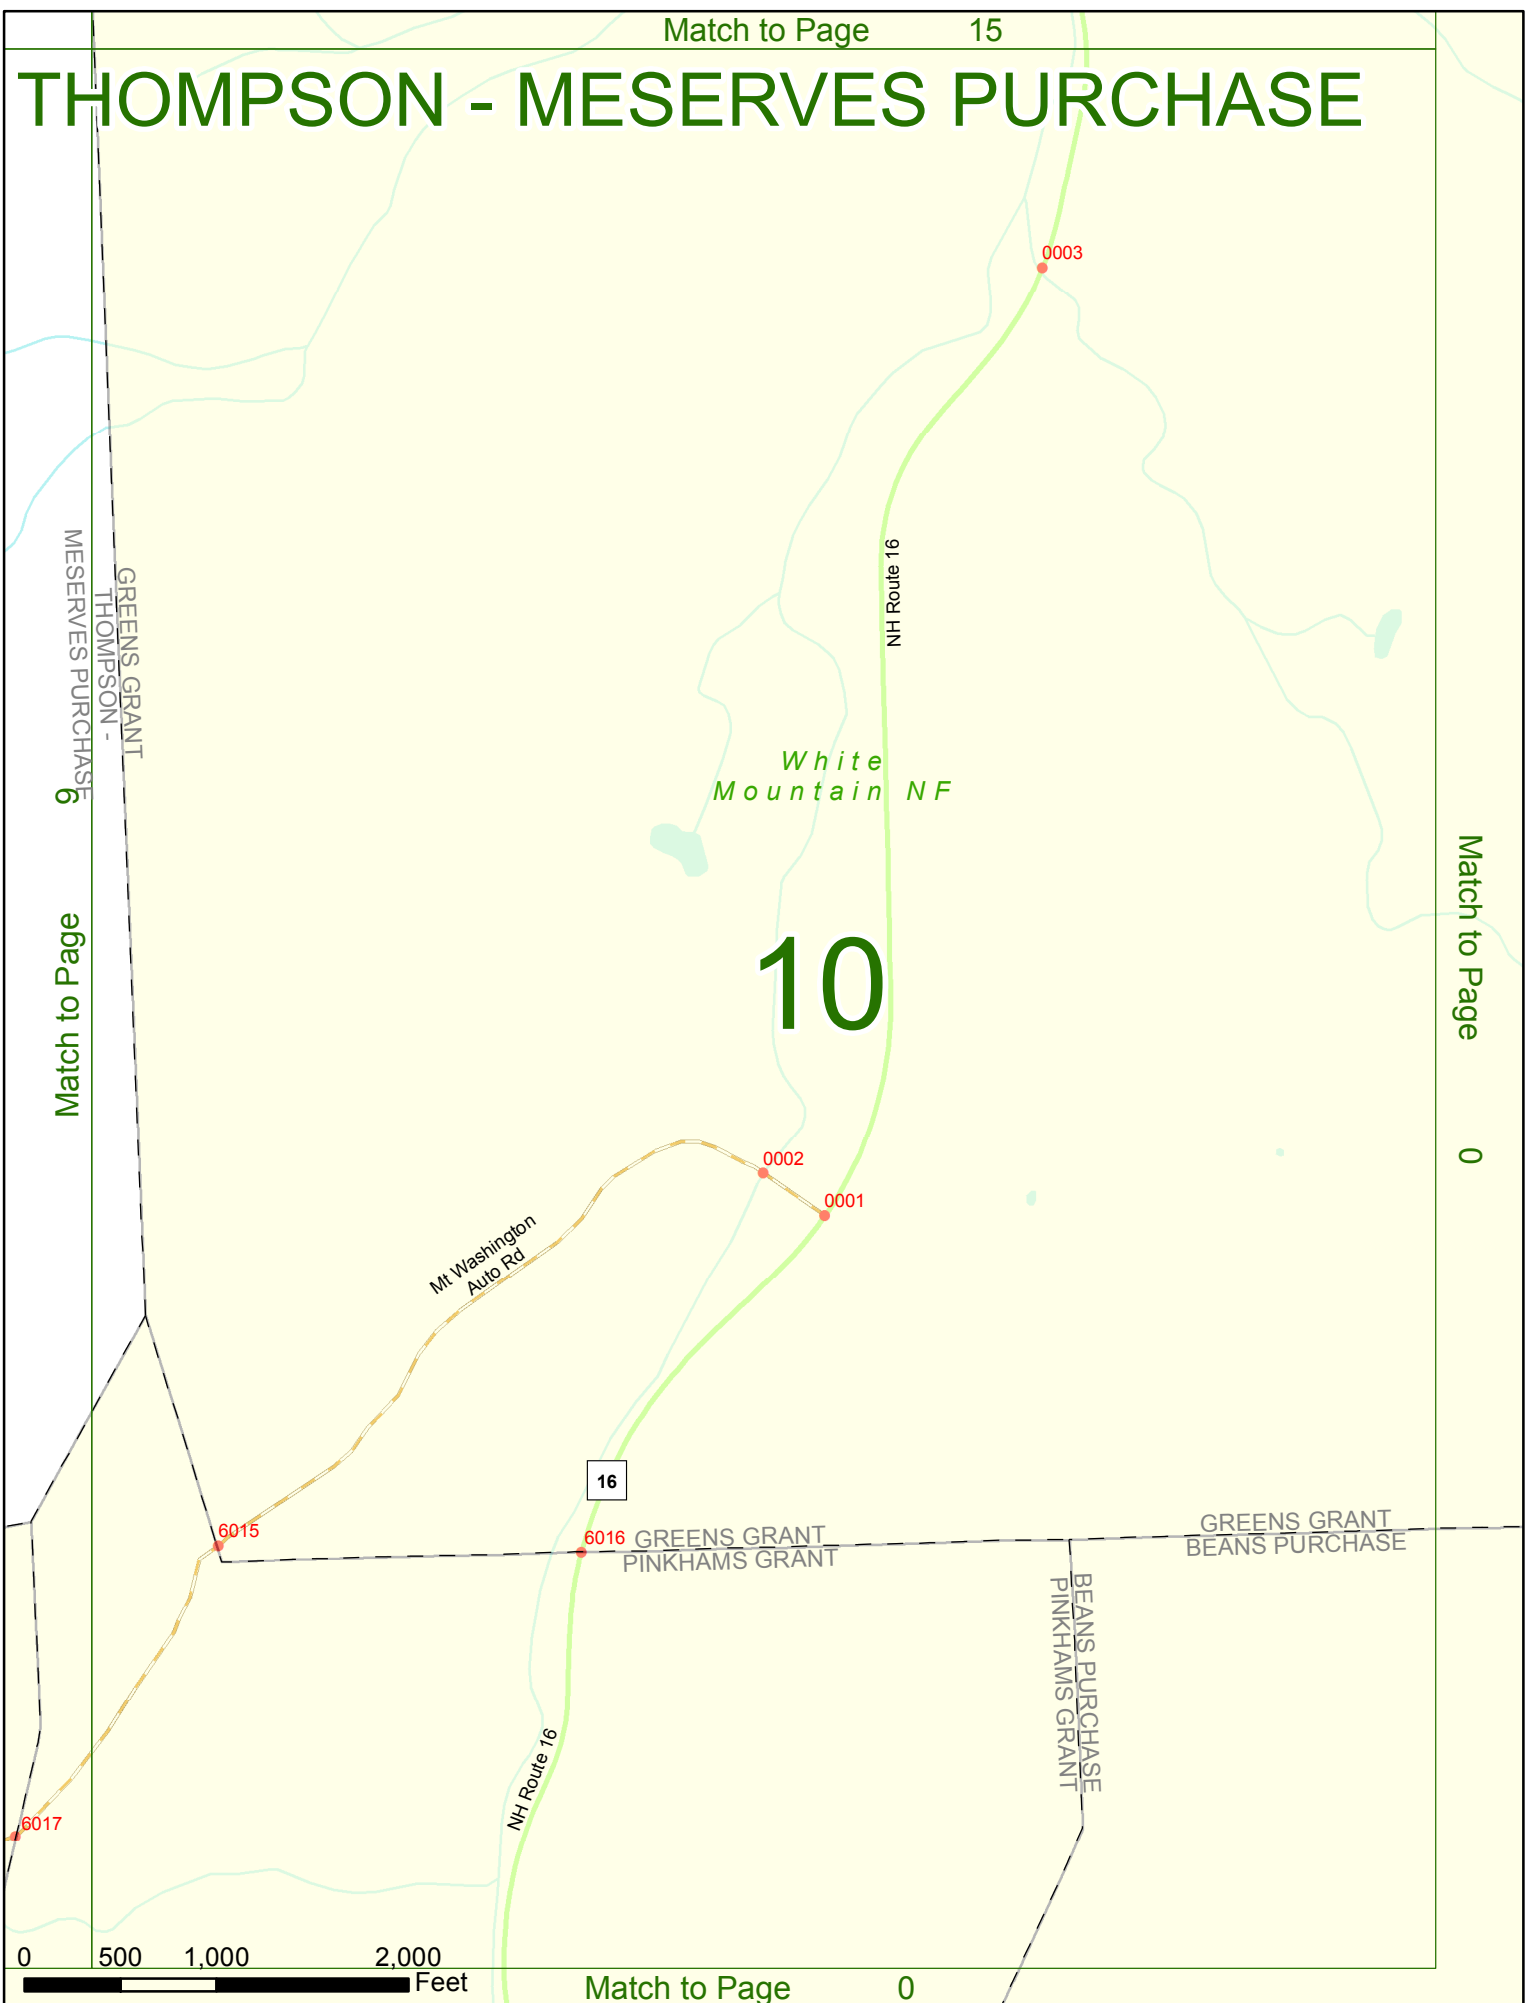 Match to Page 15
THOMPSON - MESERVES PURCHASE
0003
NH Route 16
GREENS GRANT
THOMPSON -
MESERVES PURCHASE
White
Mountain NF
Match to Page 9
Match to Page 0
10
0002
0001
Mt Washington
Auto Rd
16
6015
6016
GREENS GRANT
PINKHAMS GRANT
GREENS GRANT
BEANS PURCHASE
BEANS PURCHASE
PINKHAMS GRANT
NH Route 16
6017
0 500 1,000 2,000
Feet
Match to Page 0